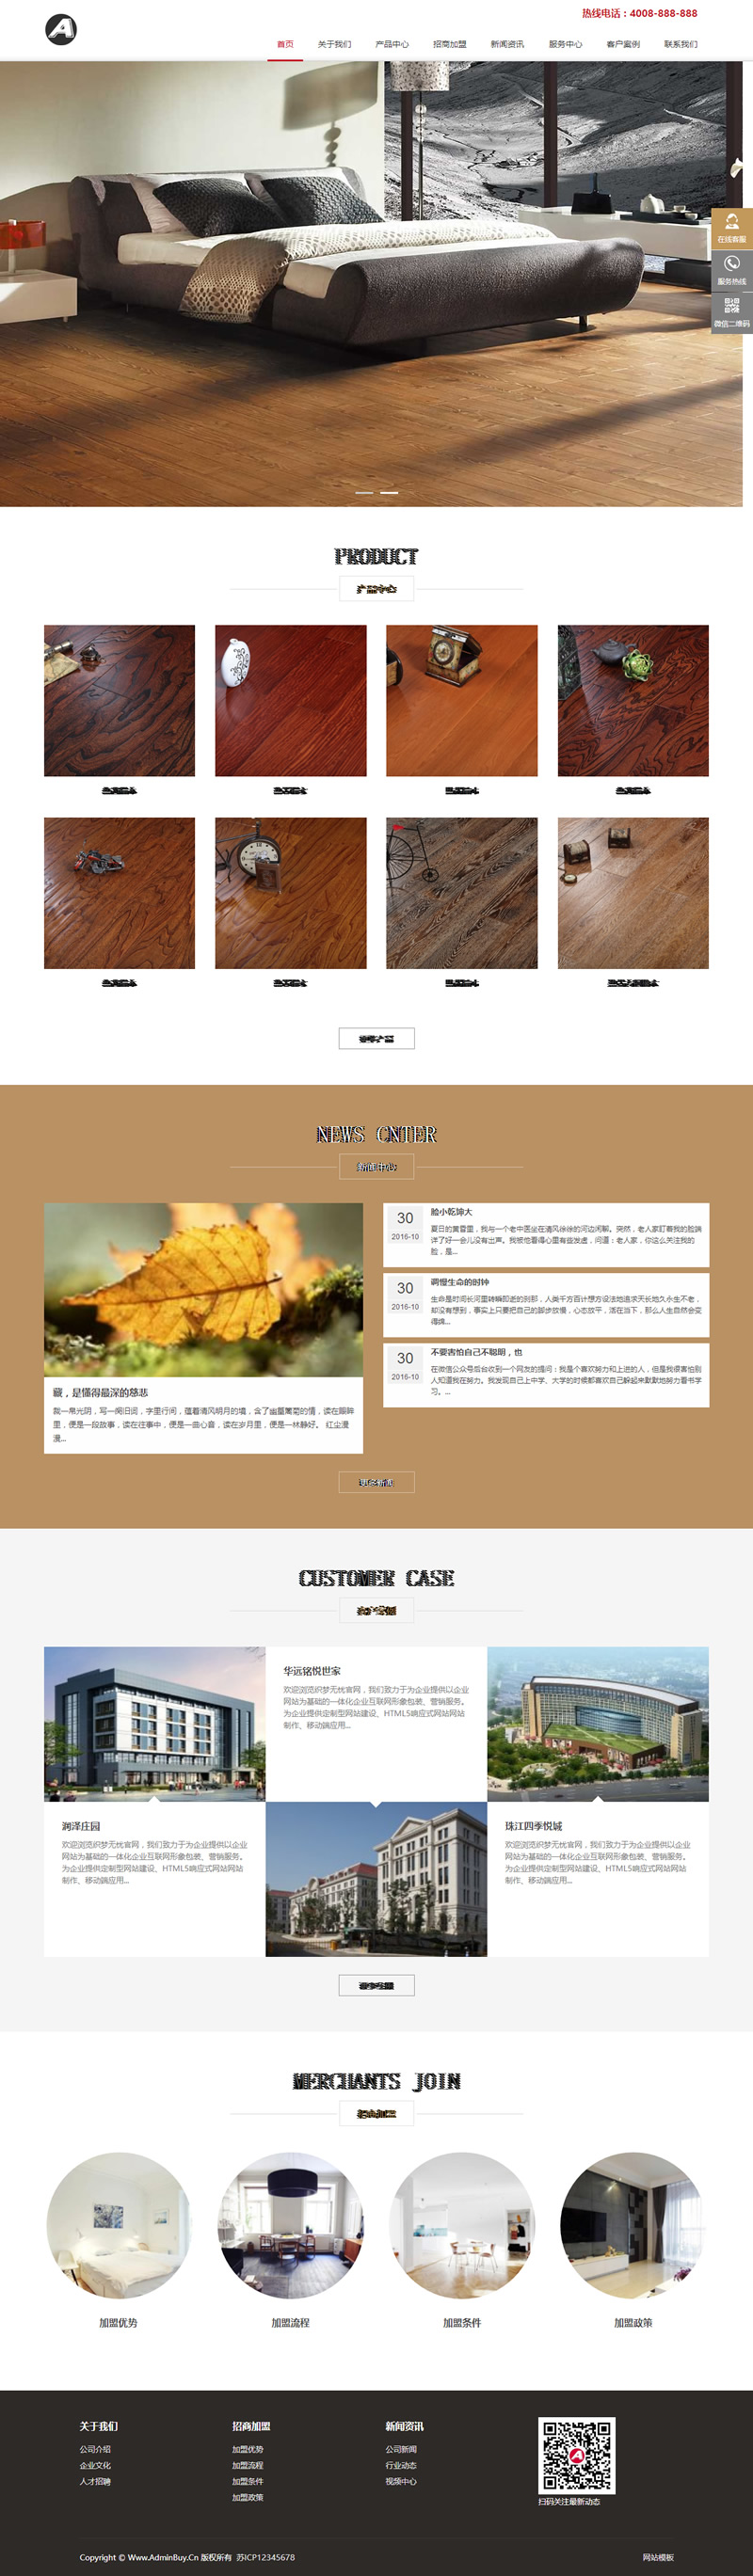 热线电话：4008-888-888
首页 关于我们 产品中心 招商加盟 新闻资讯 服务中心 客户案例 联系我们
在线客服
服务热线
微信二维码
PRODUCT
产品中心
NEWS CNTER
新闻中心
30
2016-10
脸小乾坤大
夏日的黄昏里，我与一个老中医坐在清风徐徐的河边闲聊。突然，老人家盯着我的脸端
详了好一会儿没有出声。我被他看得心里有些发虚，问道：老人家，你这么关注我的
脸，是...
30
2016-10
调慢生命的时钟
生命是时间长河里转瞬即逝的刹那，人类千方百计想方设法地追求天长地久永生不老，
却没有想到，事实上只要把自己的脚步放慢，心态放平，活在当下，那么人生自然会变
得绵...
30
2016-10
不要害怕自己不聪明，也
在微信公众号后台收到一个网友的提问：我是个喜欢努力和上进的人，但是我很害怕别
人知道我在努力。我发现自己上中学、大学的时候都喜欢自己躲起来默默地努力看书学
习。...
藏，是懂得最深的慈悲
裁一帛光阴，写一阕旧词，字里行间，蕴着清风明月的境，含了幽蔓葛葛的情，读在眼眸
里，便是一段故事，读在往事中，便是一曲心音，读在岁月里，便是一林静好。 红尘漫
漫...
更多新闻
CUSTOMER CASE
客户案例
华远铭悦世家
欢迎浏览织梦无忧官网，我们致力于为企业提供以企业
网站为基础的一体化企业互联网形象包装、营销服务。
为企业提供定制型网站建设、HTML5响应式网站网站
制作、移动端应用...
润泽庄园
欢迎浏览织梦无忧官网，我们致力于为企业提供以企业
网站为基础的一体化企业互联网形象包装、营销服务。
为企业提供定制型网站建设、HTML5响应式网站网站
制作、移动端应用...
珠江四季悦城
欢迎浏览织梦无忧官网，我们致力于为企业提供以企业
网站为基础的一体化企业互联网形象包装、营销服务。
为企业提供定制型网站建设、HTML5响应式网站网站
制作、移动端应用...
MERCHANTS JOIN
招商加盟
加盟优势 加盟流程 加盟条件 加盟政策
关于我们
公司介绍
企业文化
人才招聘
招商加盟
加盟优势
加盟流程
加盟条件
加盟政策
新闻资讯
公司新闻
行业动态
视频中心
扫码关注最新动态
Copyright © Www.AdminBuy.Cn 版权所有 苏ICP12345678
网站模板